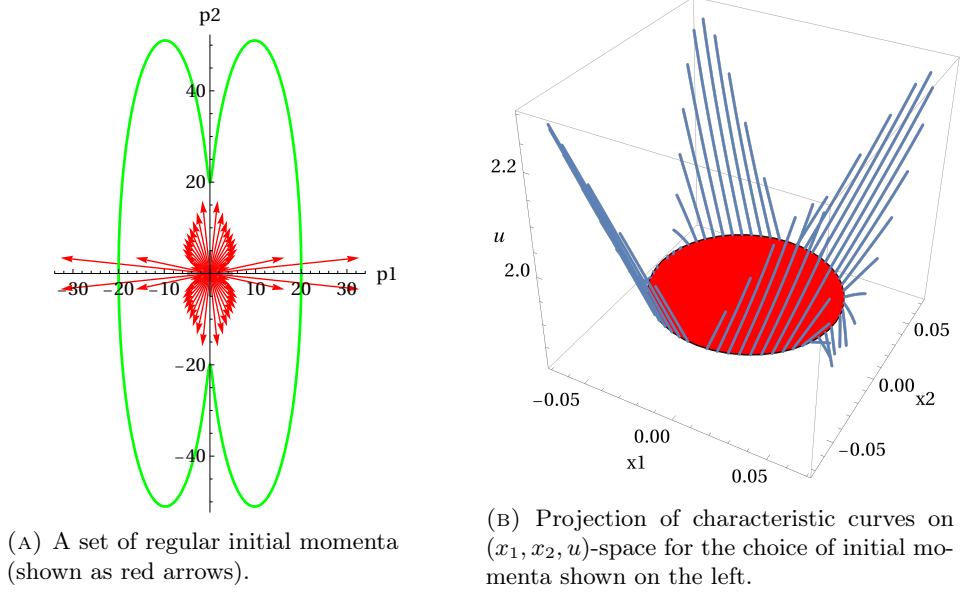 p2
40
20
p1
-30
-20
-10
10
20
30
-20
-40
2.2
u
2.0
0.05
0.00
x2
-0.05
-0.05
0.00
x1
0.05
(A) A set of regular initial momenta
(shown as red arrows).
(B) Projection of characteristic curves on
(x₁, x₂, u)-space for the choice of initial mo-
menta shown on the left.